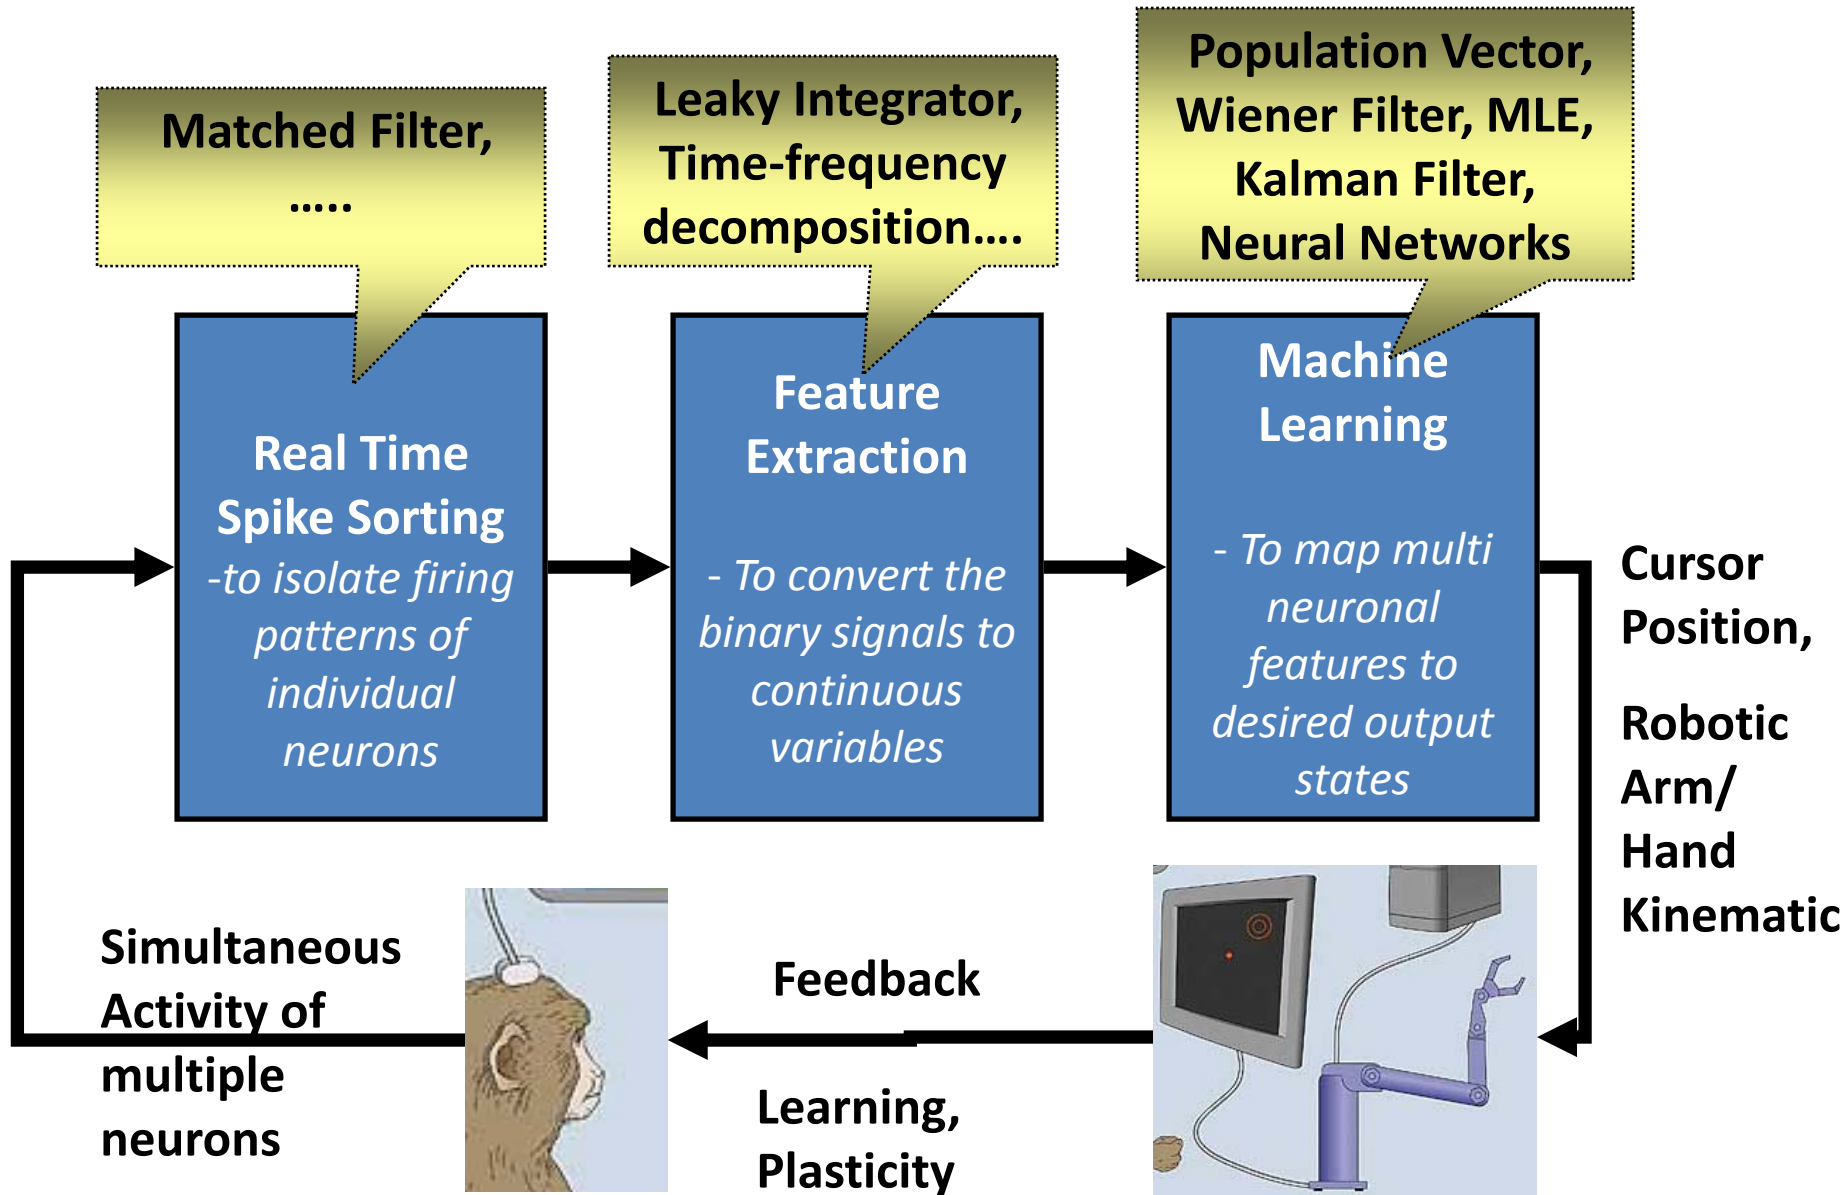 Matched Filter,
…..
Leaky Integrator,
Time-frequency
decomposition….
Population Vector,
Wiener Filter, MLE,
Kalman Filter,
Neural Networks
Real Time
Spike Sorting
-to isolate firing
patterns of
individual
neurons
Feature
Extraction
- To convert the
binary signals to
continuous
variables
Machine
Learning
- To map multi
neuronal
features to
desired output
states
Cursor
Position,
Robotic
Arm/
Hand
Kinematic
Simultaneous
Activity of
multiple
neurons
Feedback
Learning,
Plasticity